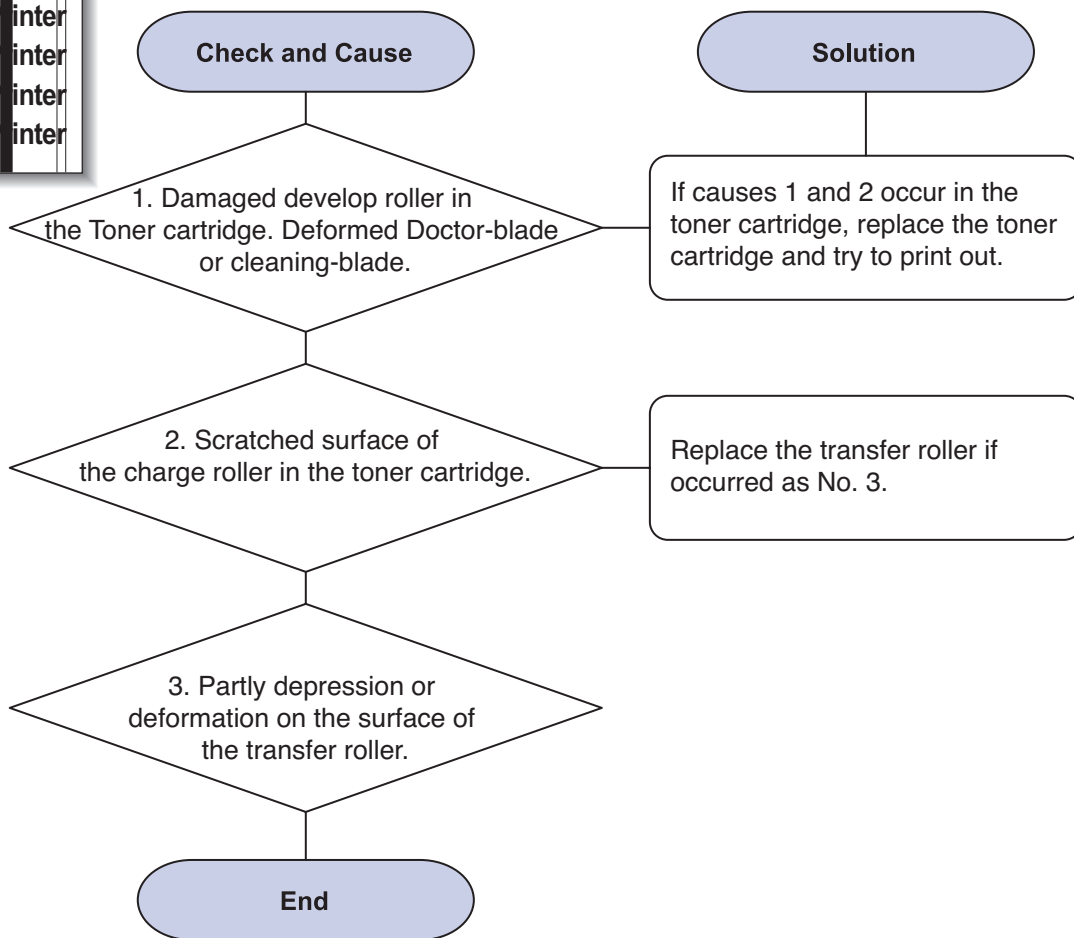 inter
inter
inter
inter
Check and Cause
Solution
1. Damaged develop roller in
the Toner cartridge. Deformed Doctor-blade
or cleaning-blade.
If causes 1 and 2 occur in the
toner cartridge, replace the toner
cartridge and try to print out.
2. Scratched surface of
the charge roller in the toner cartridge.
Replace the transfer roller if
occurred as No. 3.
3. Partly depression or
deformation on the surface of
the transfer roller.
End